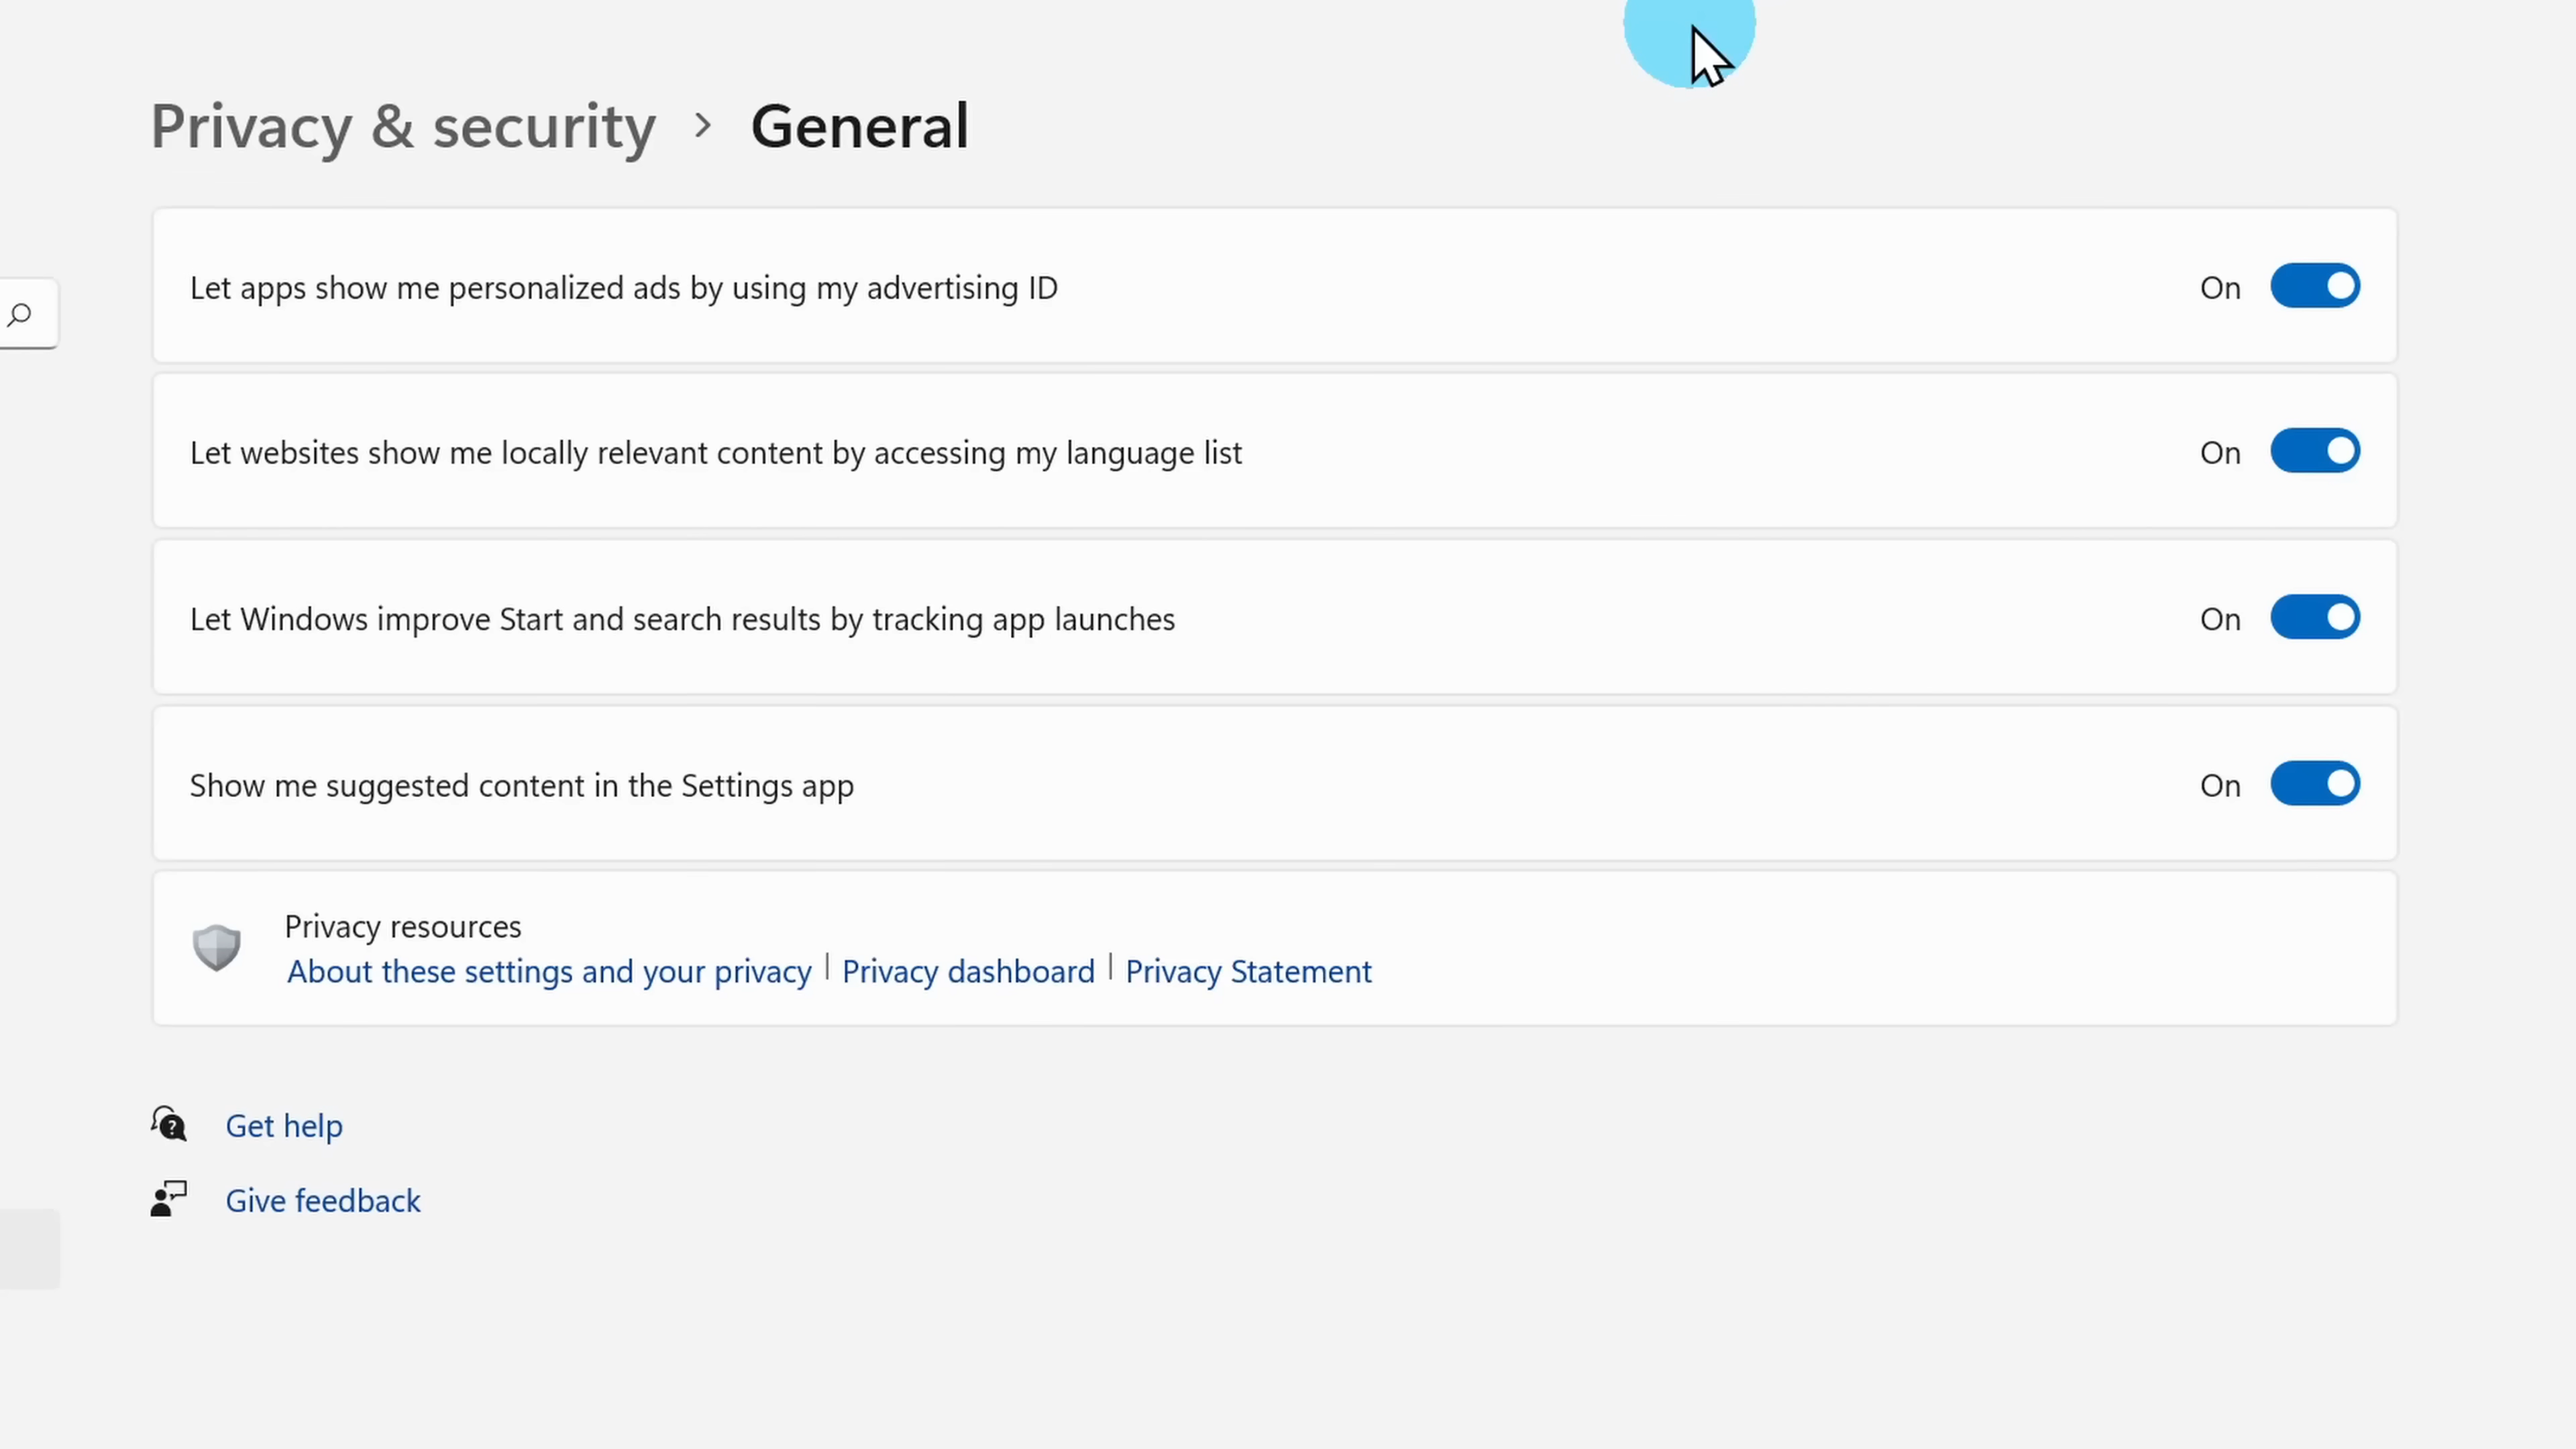 Privacy & security > General
Let apps show me personalized ads by using my advertising ID On
Let websites show me locally relevant content by accessing my language list On
Let Windows improve Start and search results by tracking app launches On
Show me suggested content in the Settings app On
Privacy resources
About these settings and your privacy | Privacy dashboard | Privacy Statement
Get help
Give feedback